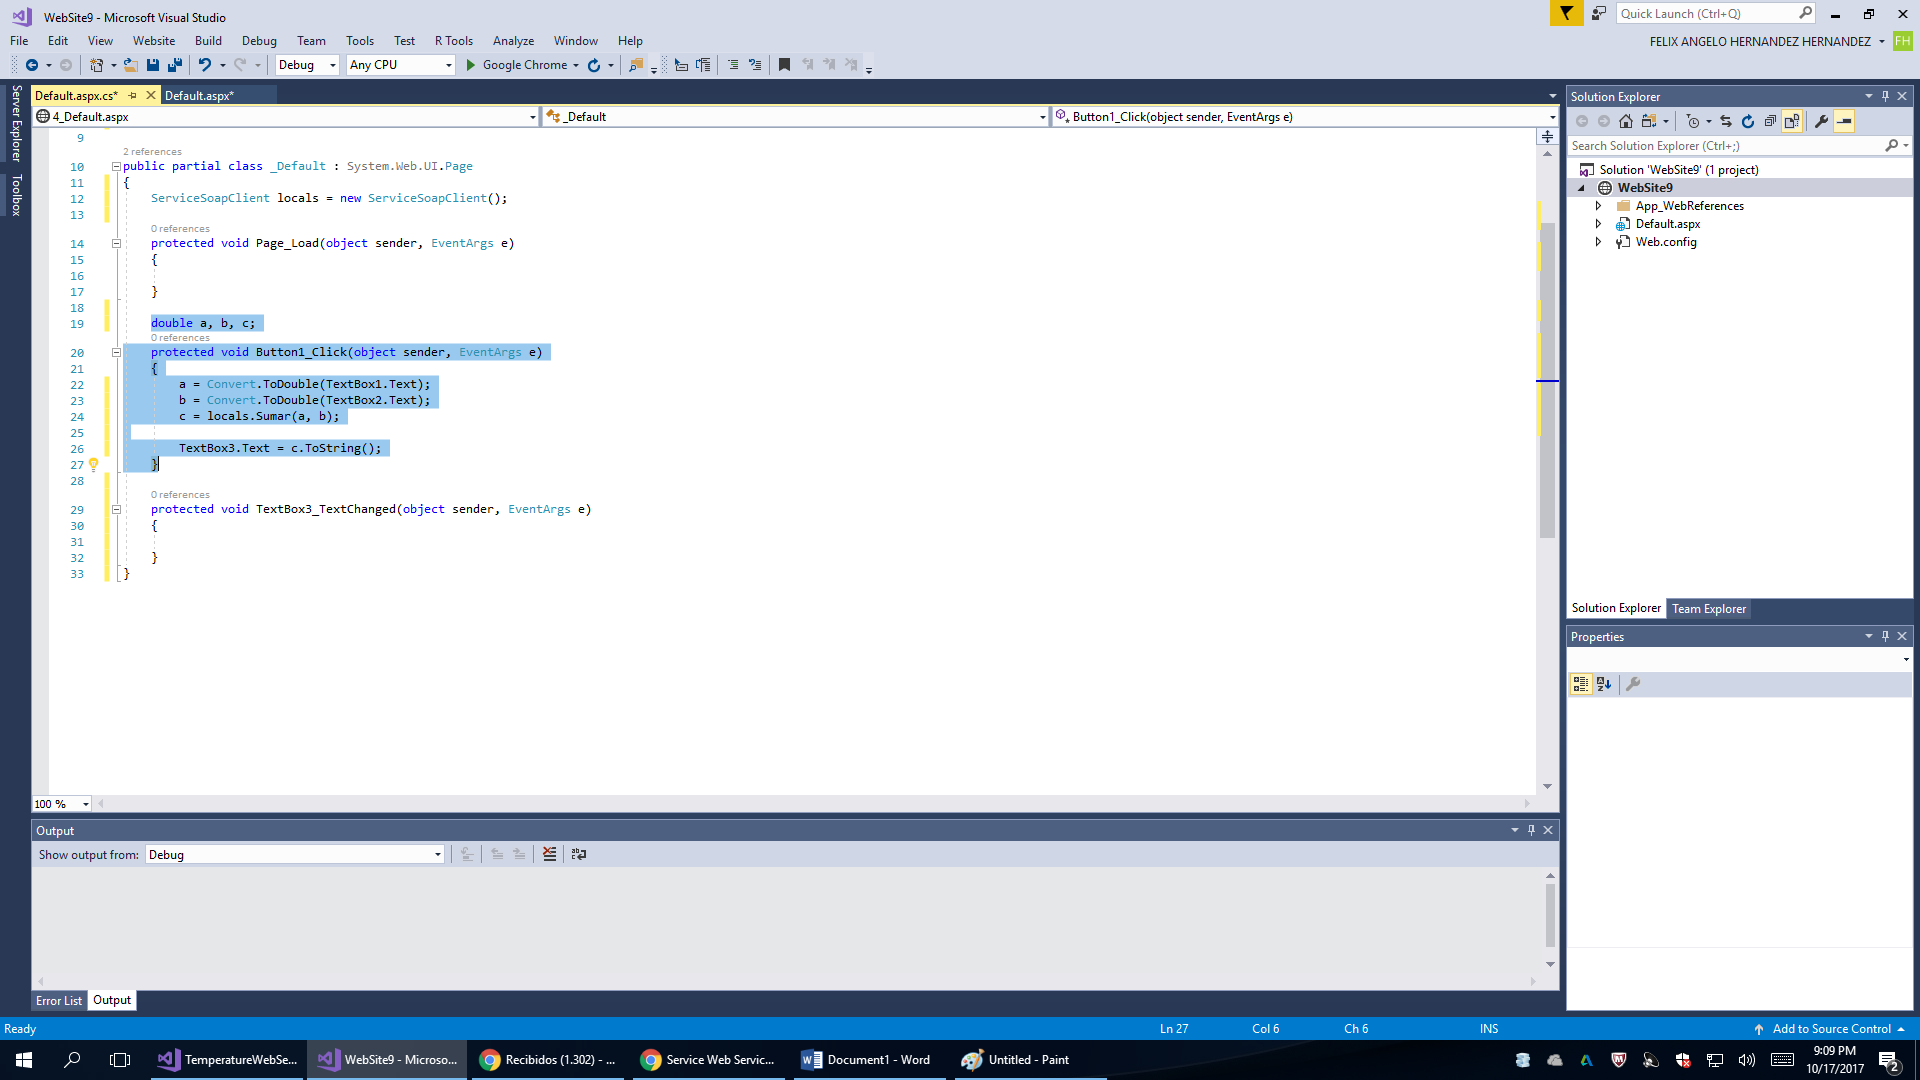 WebSite9 - Microsoft Visual Studio
Quick Launch (Ctrl+Q)
File Edit View Website Build Debug Team Tools Test R Tools Analyze Window Help
FELIX ANGELO HERNANDEZ HERNANDEZ FH
Debug Any CPU Google Chrome
Server Explorer
Toolbox
Default.aspx.cs* Default.aspx*
4_Default.aspx _Default Button1_Click(object sender, EventArgs e)
9
2 references
10 public partial class _Default : System.Web.UI.Page
11 {
12 ServiceSoapClient locals = new ServiceSoapClient();
13
0 references
14 protected void Page_Load(object sender, EventArgs e)
15 {
16
17 }
18
19 double a, b, c;
0 references
20 protected void Button1_Click(object sender, EventArgs e)
21 {
22 a = Convert.ToDouble(TextBox1.Text);
23 b = Convert.ToDouble(TextBox2.Text);
24 c = locals.Sumar(a, b);
25
26 TextBox3.Text = c.ToString();
27 }
28
0 references
29 protected void TextBox3_TextChanged(object sender, EventArgs e)
30 {
31
32 }
33 }
100 %
Output
Show output from: Debug
Error List Output
Solution Explorer
Search Solution Explorer (Ctrl+;)
Solution 'WebSite9' (1 project)
WebSite9
App_WebReferences
Default.aspx
Web.config
Solution Explorer Team Explorer
Properties
Ready Ln 27 Col 6 Ch 6 INS Add to Source Control
TemperatureWebSe... WebSite9 - Microso... Recibidos (1.302) - ... Service Web Servic... Document1 - Word Untitled - Paint
9:09 PM
10/17/2017
2